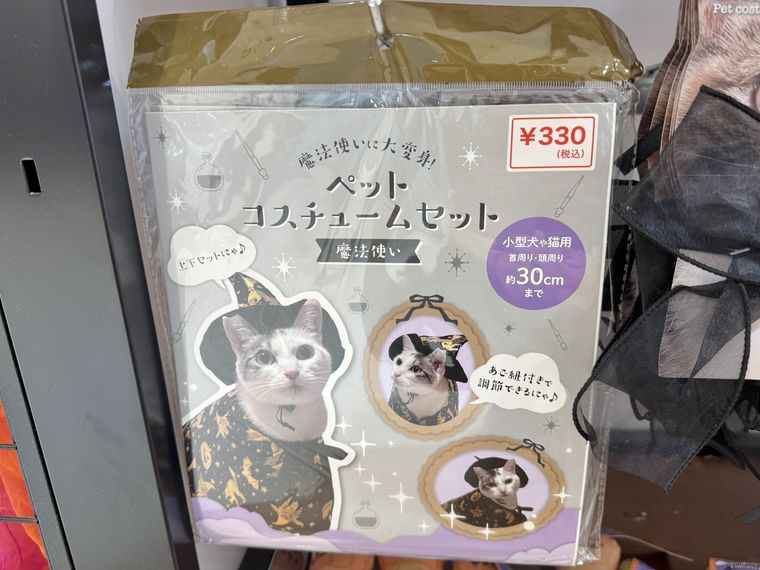 Pet cost
¥330
(税込)
魔法使いに大変身!
ペット
コスチュームセット
魔法使い
小型犬や猫用
首周り・頭周り
約30cm
まで
上下セットにゃ♪
あご紐付きで
調節できるにゃ♪